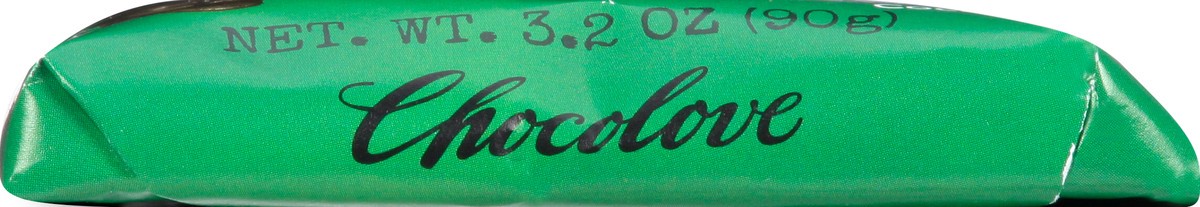 NET. WT. 3.2 OZ (90g)
Chocolove